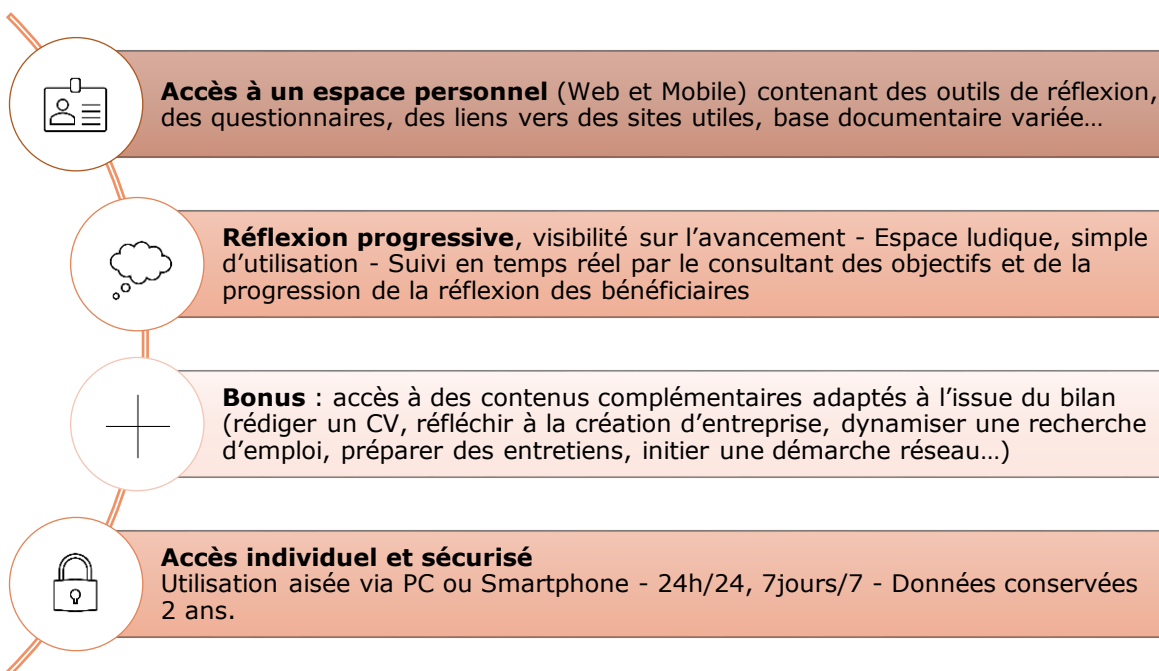 Accès à un espace personnel (Web et Mobile) contenant des outils de réflexion,
des questionnaires, des liens vers des sites utiles, base documentaire variée…
Réflexion progressive, visibilité sur l’avancement - Espace ludique, simple
d’utilisation - Suivi en temps réel par le consultant des objectifs et de la
progression de la réflexion des bénéficiaires
Bonus : accès à des contenus complémentaires adaptés à l’issue du bilan
(rédiger un CV, réfléchir à la création d’entreprise, dynamiser une recherche
d’emploi, préparer des entretiens, initier une démarche réseau…)
Accès individuel et sécurisé
Utilisation aisée via PC ou Smartphone - 24h/24, 7jours/7 - Données conservées
2 ans.